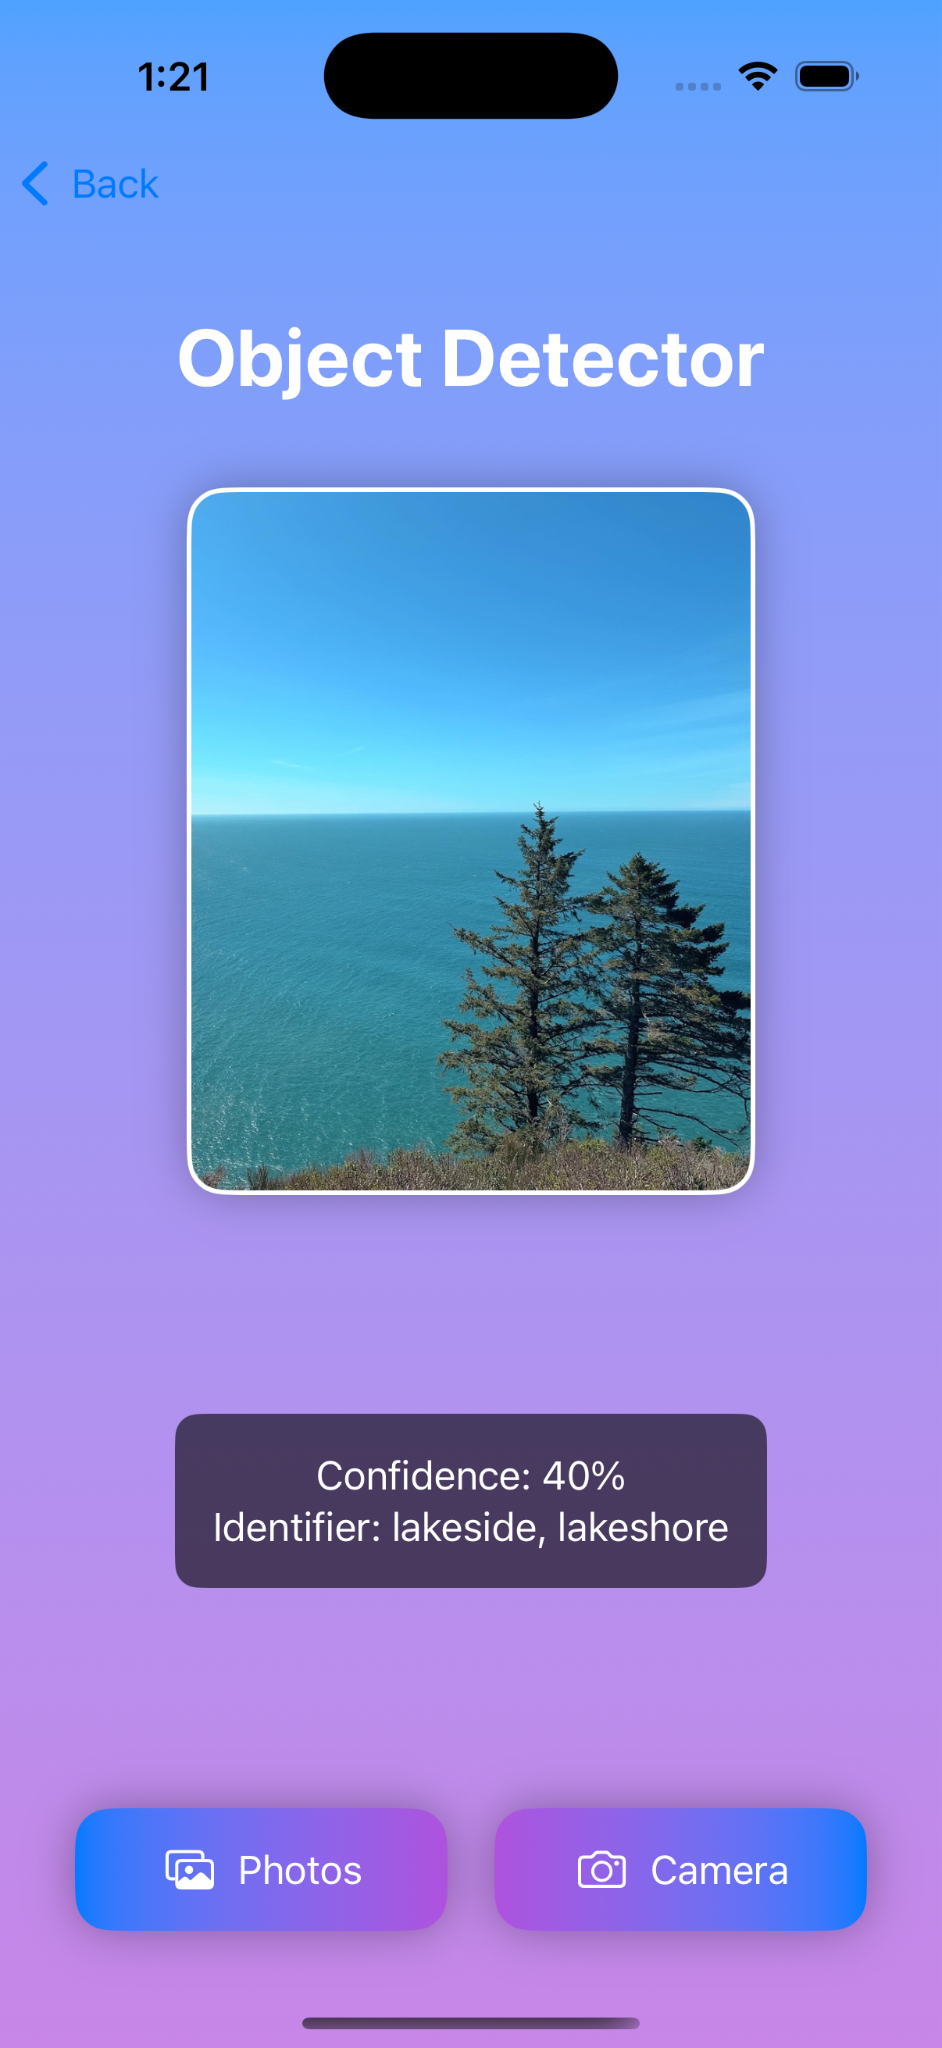 1:21
Back
Object Detector
Confidence: 40%
Identifier: lakeside, lakeshore
Photos
Camera